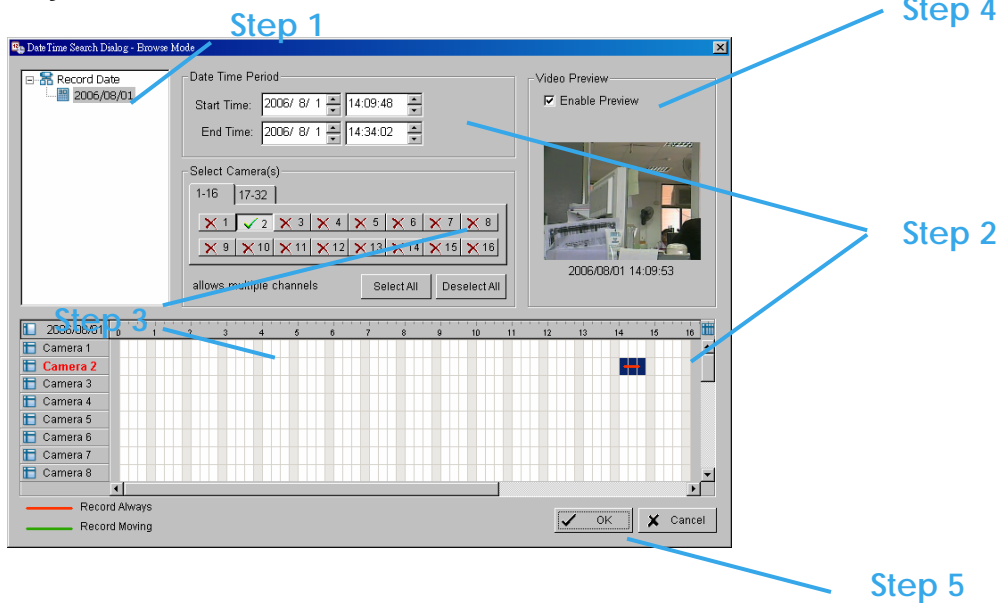 Step 4
Step 1
DateTime Search Dialog - Browse Mode
Record Date
2006/08/01
Date Time Period
Start Time: 2006/ 8/ 1 14:09:48
End Time: 2006/ 8/ 1 14:34:02
Video Preview
Enable Preview
2006/08/01 14:09:53
Select Camera(s)
1-16 17-32
1 2 3 4 5 6 7 8
9 10 11 12 13 14 15 16
allows multiple channels Select All Deselect All
Step 2
Step 3
2006/08/01 0 1 2 3 4 5 6 7 8 9 10 11 12 13 14 15 16
Camera 1
Camera 2
Camera 3
Camera 4
Camera 5
Camera 6
Camera 7
Camera 8
Record Always
Record Moving
OK Cancel
Step 5